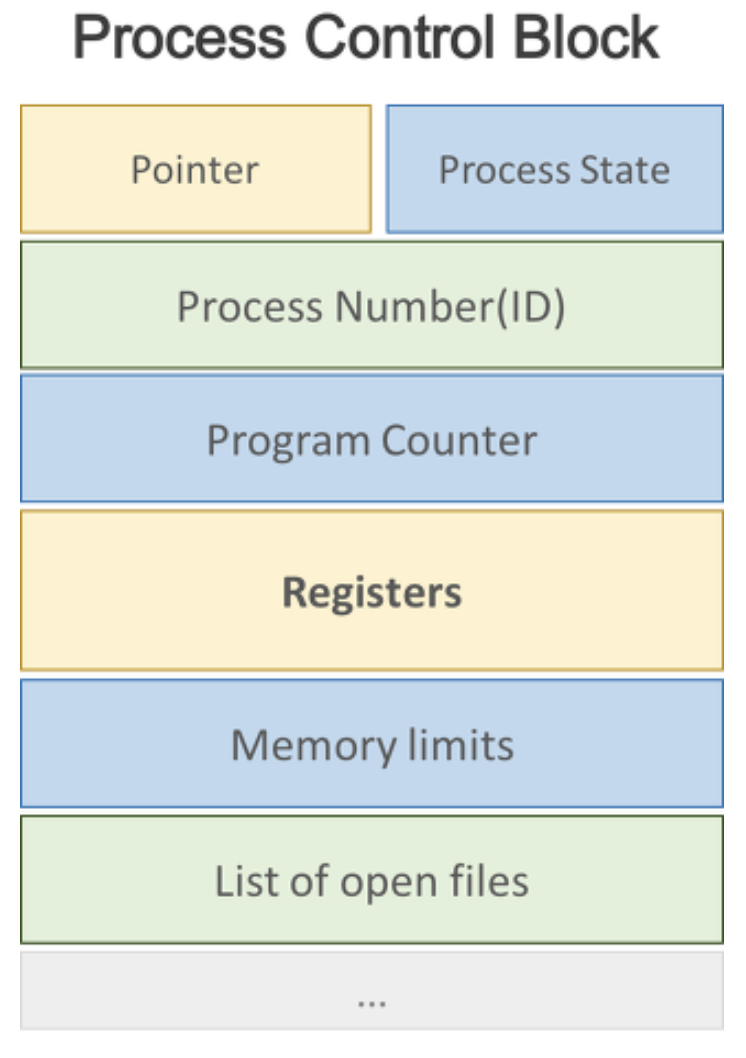 Process Control Block
Pointer
Process State
Process Number(ID)
Program Counter
Registers
Memory limits
List of open files
...